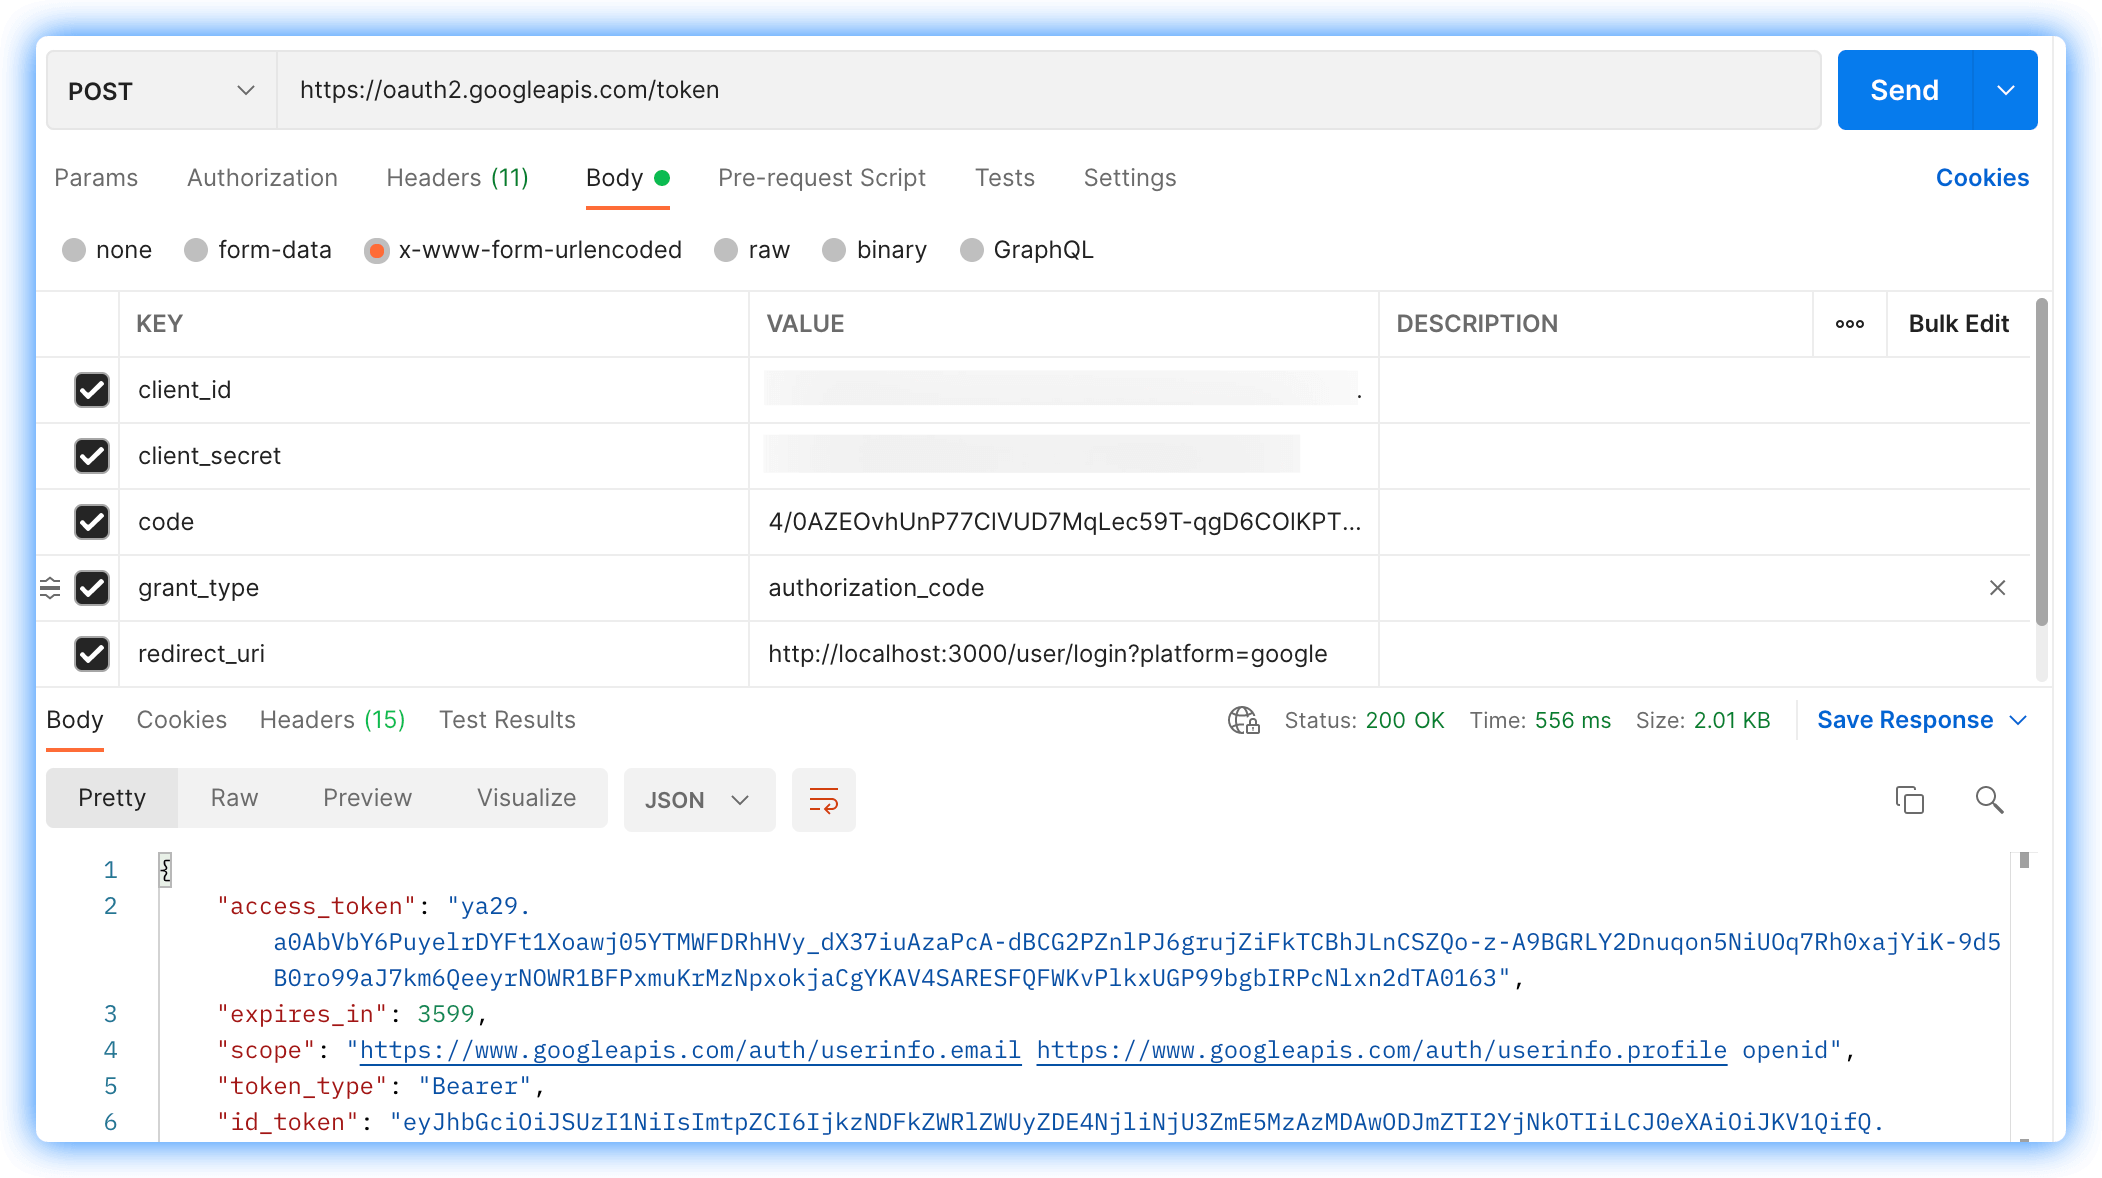 POST https://oauth2.googleapis.com/token Send
Params Authorization Headers (11) Body Pre-request Script Tests Settings Cookies
none form-data x-www-form-urlencoded raw binary GraphQL
KEY VALUE DESCRIPTION ooo Bulk Edit
client_id .
client_secret
code 4/0AZEOvhUnP77ClVUD7MqLec59T-qgD6COlKPT...
grant_type authorization_code
redirect_uri http://localhost:3000/user/login?platform=google
Body Cookies Headers (15) Test Results Status: 200 OK Time: 556 ms Size: 2.01 KB Save Response
Pretty Raw Preview Visualize JSON
1 {
2 "access_token": "ya29.
a0AbVbY6PuyelrDYFt1Xoawj05YTMWFDRhHVy_dX37iuAzaPcA-dBCG2PZnlPJ6grujZiFkTCBhJLnCSZQo-z-A9BGRLY2Dnuqon5NiUOq7Rh0xajYiK-9d5
B0ro99aJ7km6QeeyrNOWR1BFPxmuKrMzNpxokjaCgYKAV4SARESFQFWKvPlkxUGP99bgbIRPcNlxn2dTA0163",
3 "expires_in": 3599,
4 "scope": "https://www.googleapis.com/auth/userinfo.email https://www.googleapis.com/auth/userinfo.profile openid",
5 "token_type": "Bearer",
6 "id_token": "eyJhbGciOiJSUzI1NiIsImtpZCI6IjkzNDFkZWRlZWUyZDE4NjliNjU3ZmE5MzAzMDAwODJmZTI2YjNkOTIiLCJ0eXAiOiJKV1QifQ.